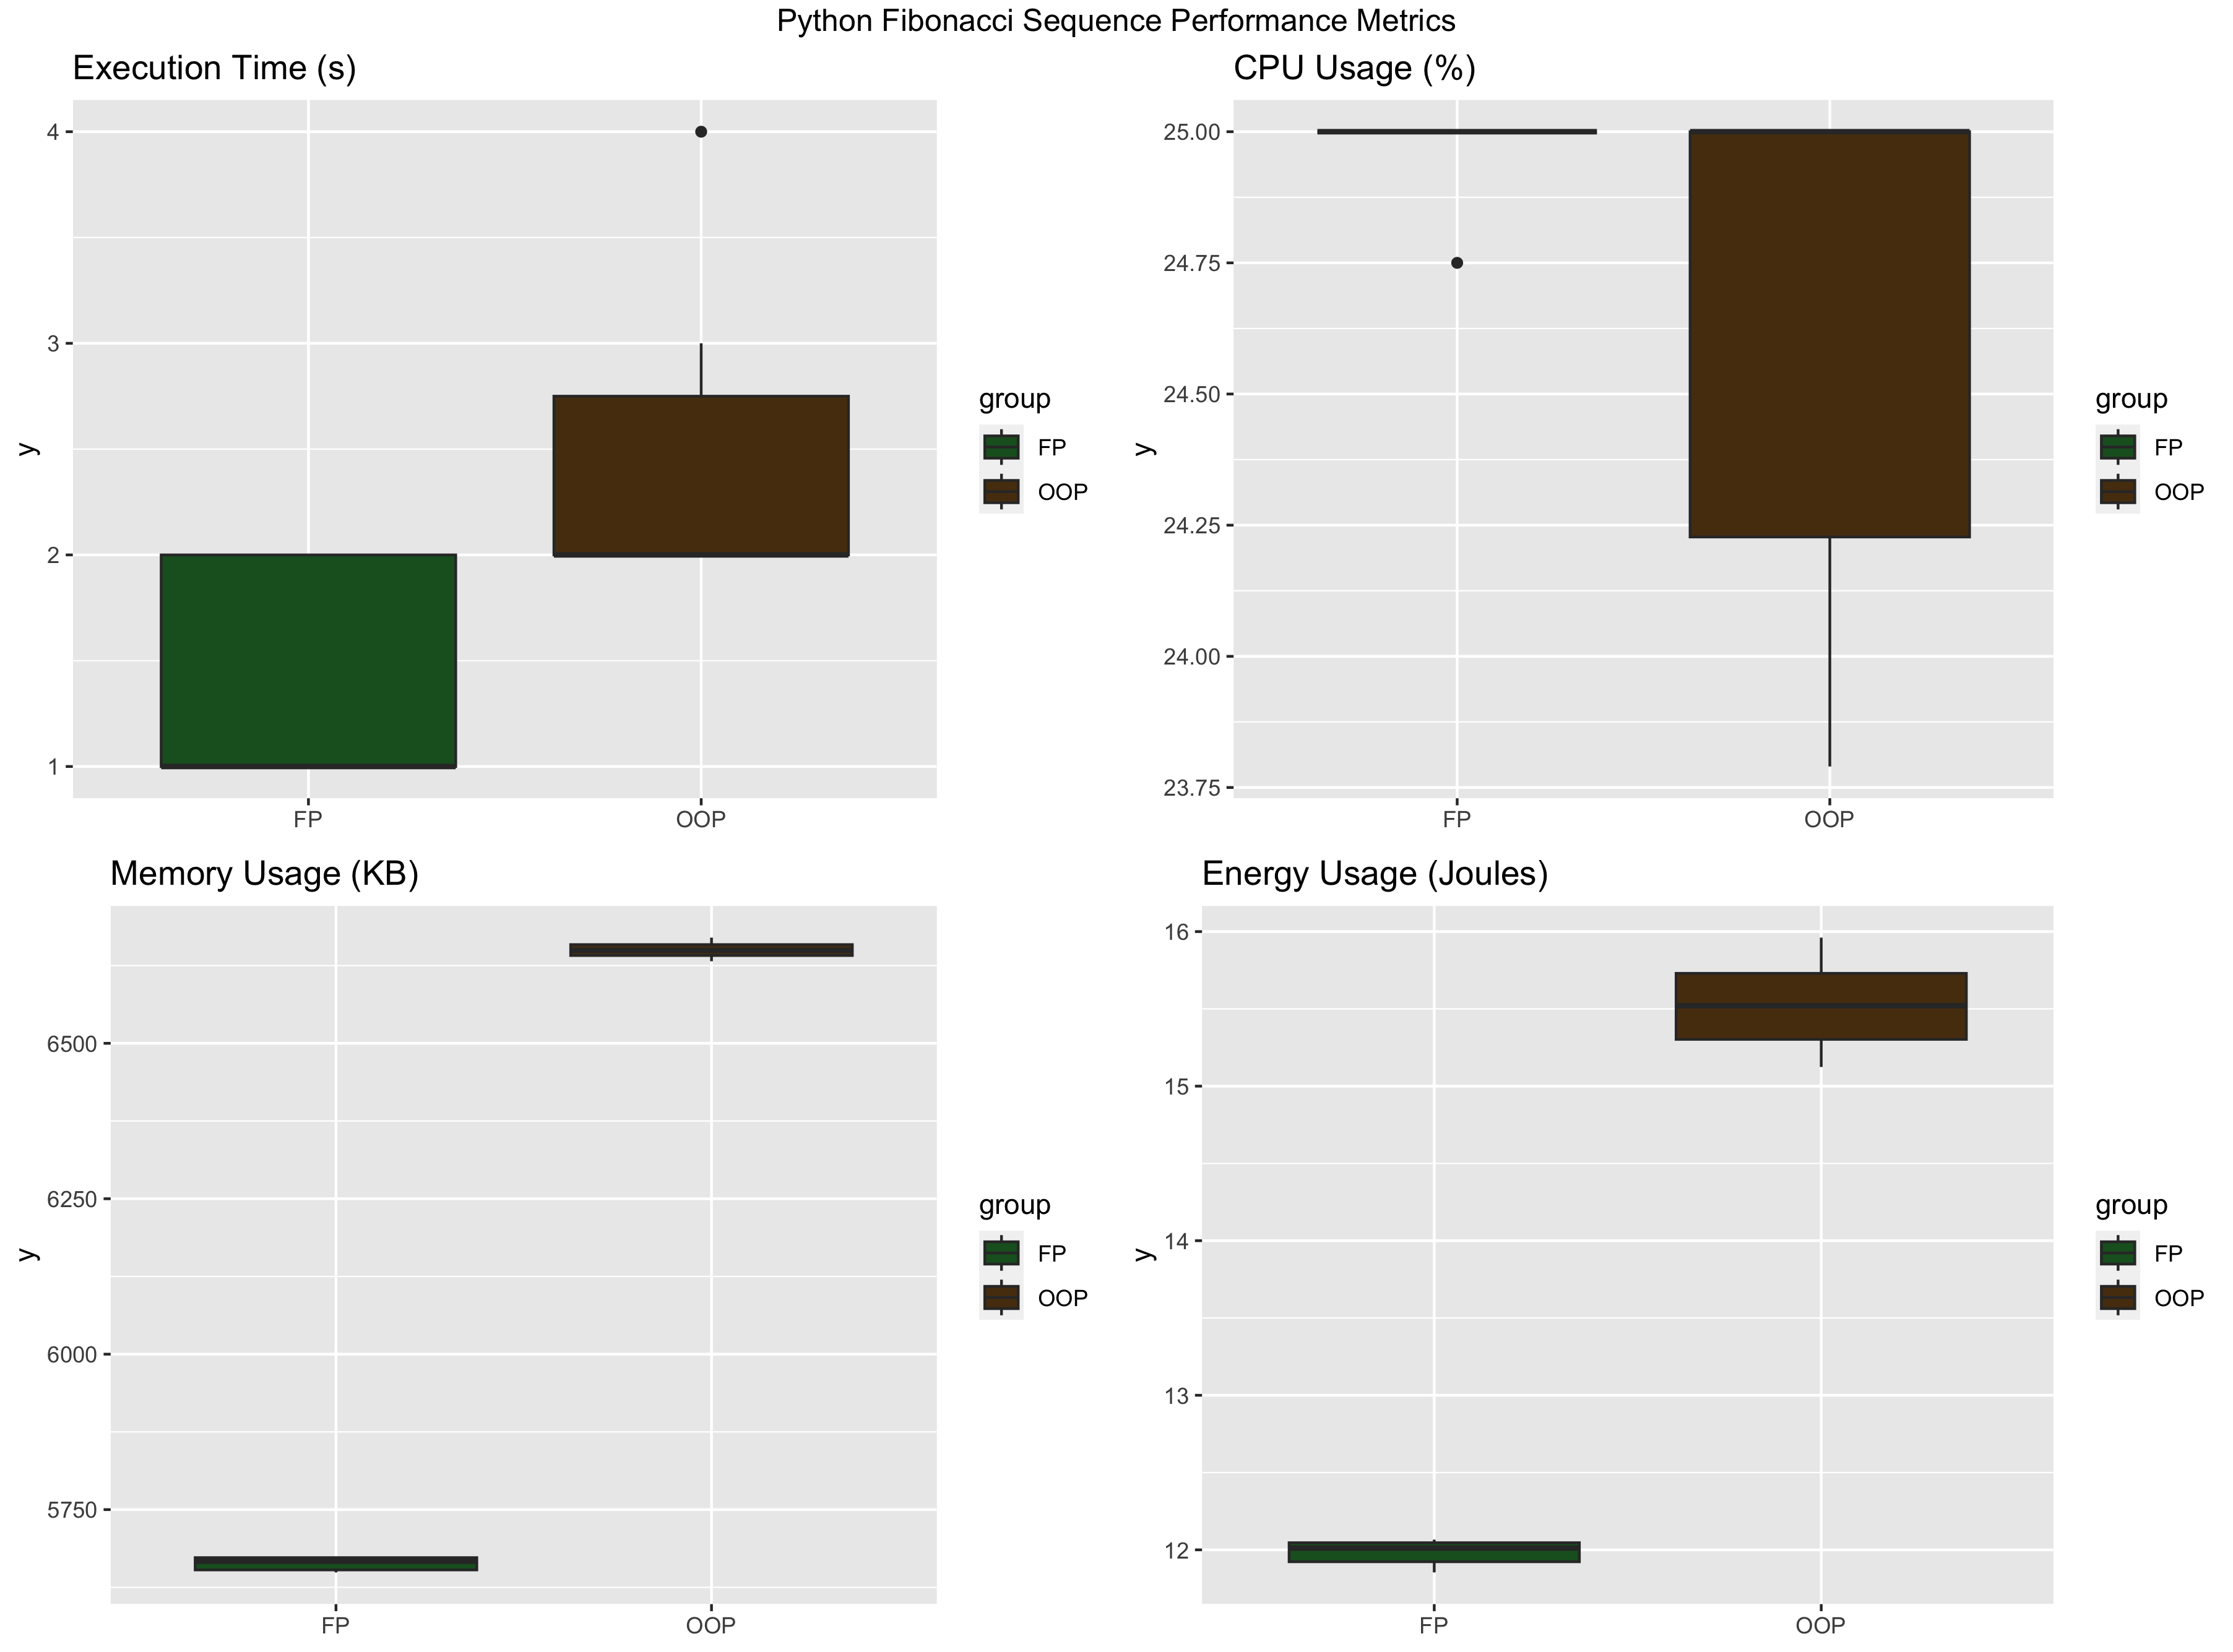 Python Fibonacci Sequence Performance Metrics
Execution Time (s)
4
3
2
1
y
FP
OOP
group
FP
OOP
CPU Usage (%)
25.00
24.75
24.50
24.25
24.00
23.75
y
FP
OOP
group
FP
OOP
Memory Usage (KB)
6500
6250
6000
5750
y
FP
OOP
group
FP
OOP
Energy Usage (Joules)
16
15
14
13
12
y
FP
OOP
group
FP
OOP